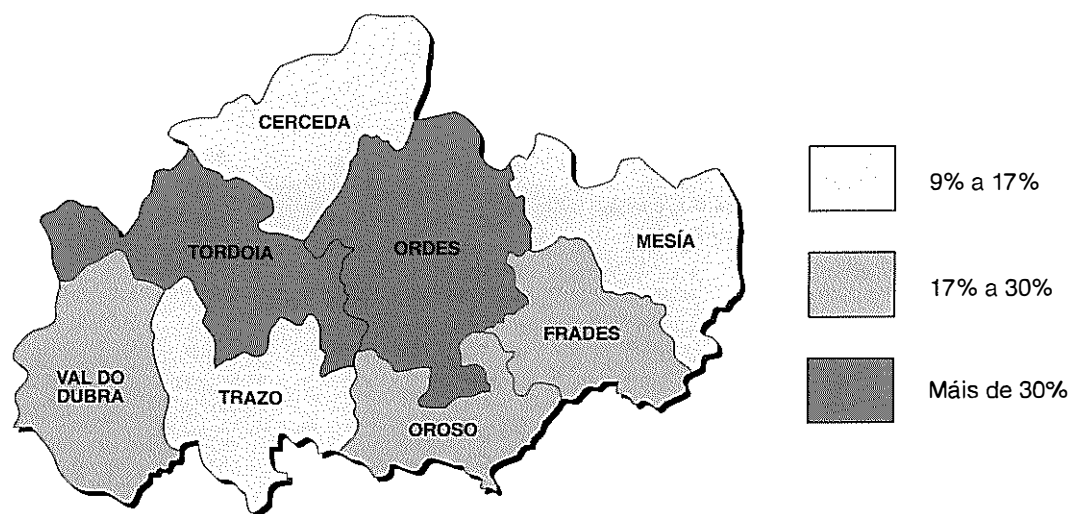 CERCEDA
TORDOIA
ORDES
MESÍA
FRADES
VAL DO
DUBRA
TRAZO
OROSO
9% a 17%
17% a 30%
Máis de 30%